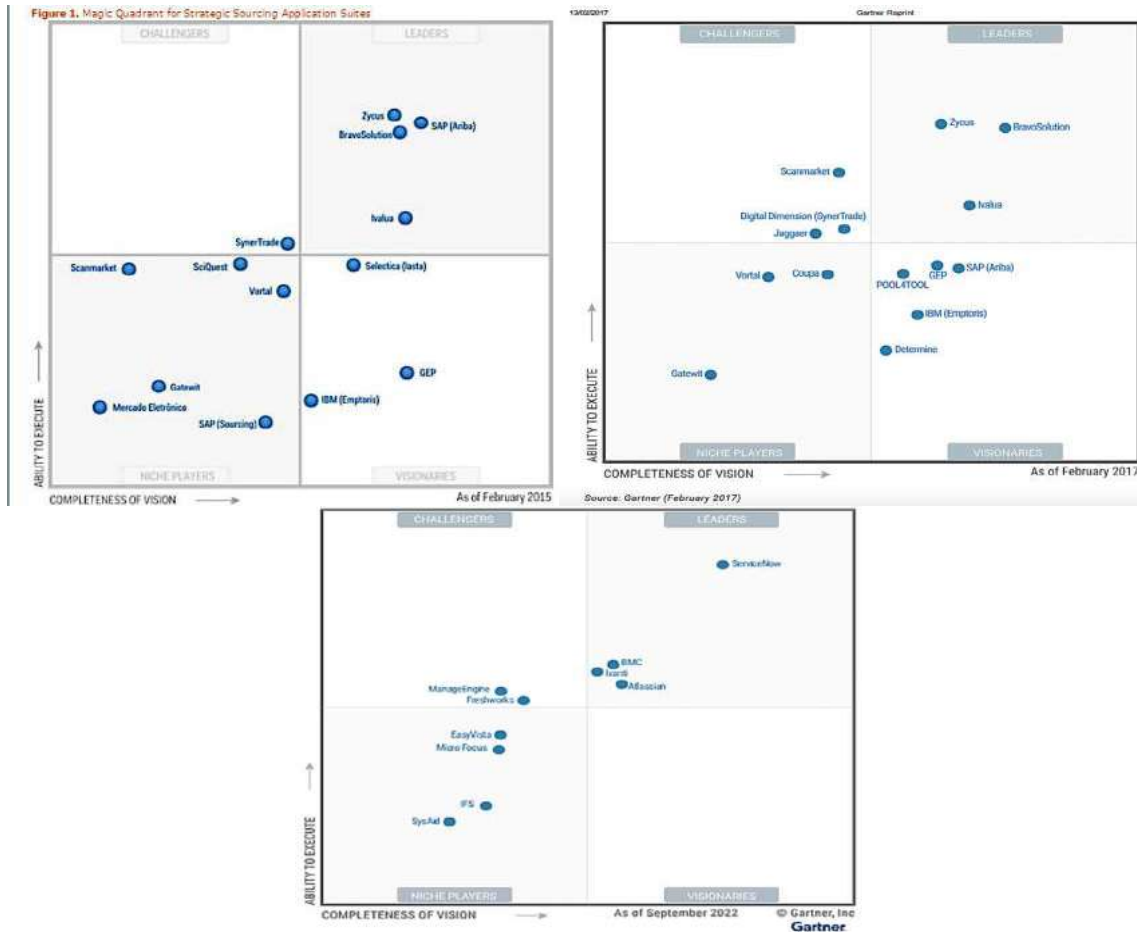 Figure 1. Magic Quadrant for Strategic Sourcing Application Suites
CHALLENGERS
LEADERS
Zycus
SAP (Ariba)
BravoSolution
Ivalua
SynerTrade
Scanmarket
SciQuest
Selectica (Iasta)
Vortal
GEP
Gatewit
IBM (Emptoris)
Mercado Eletrônico
SAP (Sourcing)
NICHE PLAYERS
VISIONARIES
ABILITY TO EXECUTE
COMPLETENESS OF VISION
As of February 2015
13/02/2017
Gartner Reprint
CHALLENGERS
LEADERS
Zycus
BravoSolution
Scanmarket
Ivalua
Digital Dimension (SynerTrade)
Jaggaer
Vortal
Coupa
GEP
SAP (Ariba)
POOL4TOOL
IBM (Emptoris)
Determine
Gatewit
NICHE PLAYERS
VISIONARIES
ABILITY TO EXECUTE
COMPLETENESS OF VISION
As of February 2017
Source: Gartner (February 2017)
CHALLENGERS
LEADERS
ServiceNow
BMC
Ivanti
Atlassian
ManageEngine
Freshworks
EasyVista
Micro Focus
IFS
SysAid
NICHE PLAYERS
VISIONARIES
ABILITY TO EXECUTE
COMPLETENESS OF VISION
As of September 2022
© Gartner, Inc
Gartner